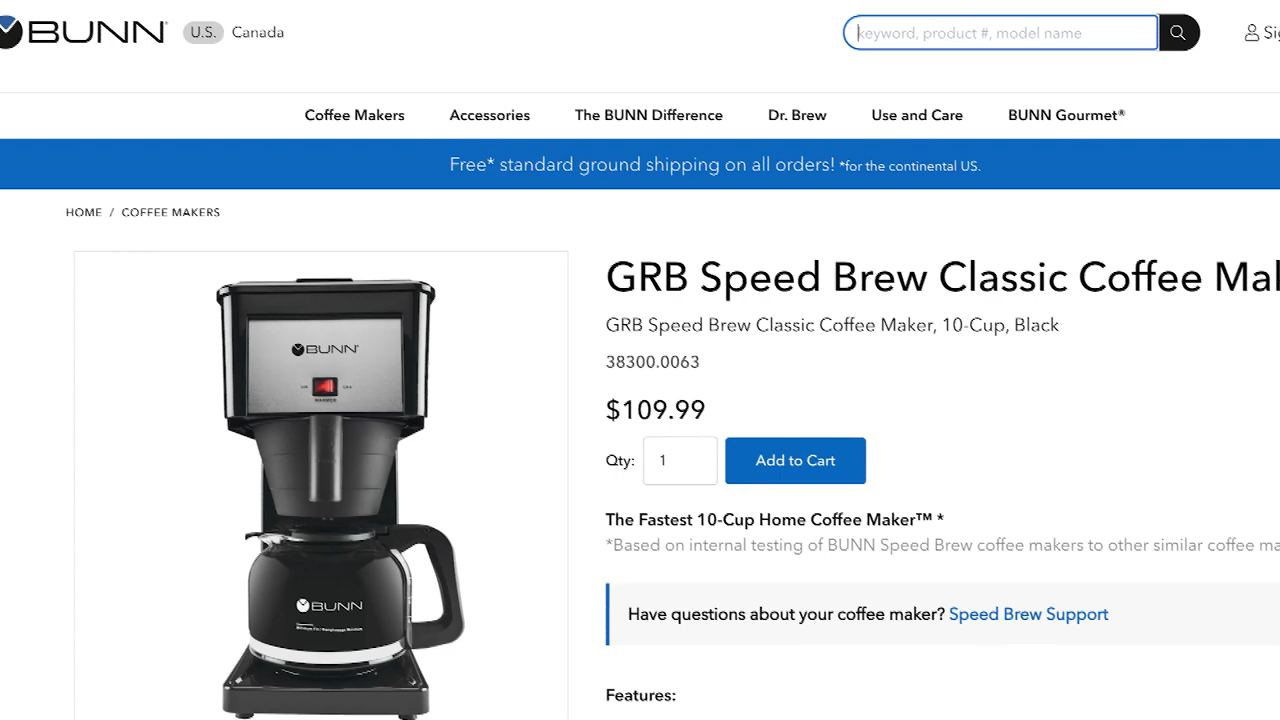 BUNN U.S. Canada keyword, product #, model name
Coffee Makers Accessories The BUNN Difference Dr. Brew Use and Care BUNN Gourmet®
Free* standard ground shipping on all orders! *for the continental US.
HOME / COFFEE MAKERS
GRB Speed Brew Classic Coffee
GRB Speed Brew Classic Coffee Maker, 10-Cup, Black
38300.0063
$109.99
Qty: 1 Add to Cart
The Fastest 10-Cup Home Coffee Maker™ *
*Based on internal testing of BUNN Speed Brew coffee makers to other similar coffee
Have questions about your coffee maker? Speed Brew Support
Features:
BUNN
WARMER
BUNN